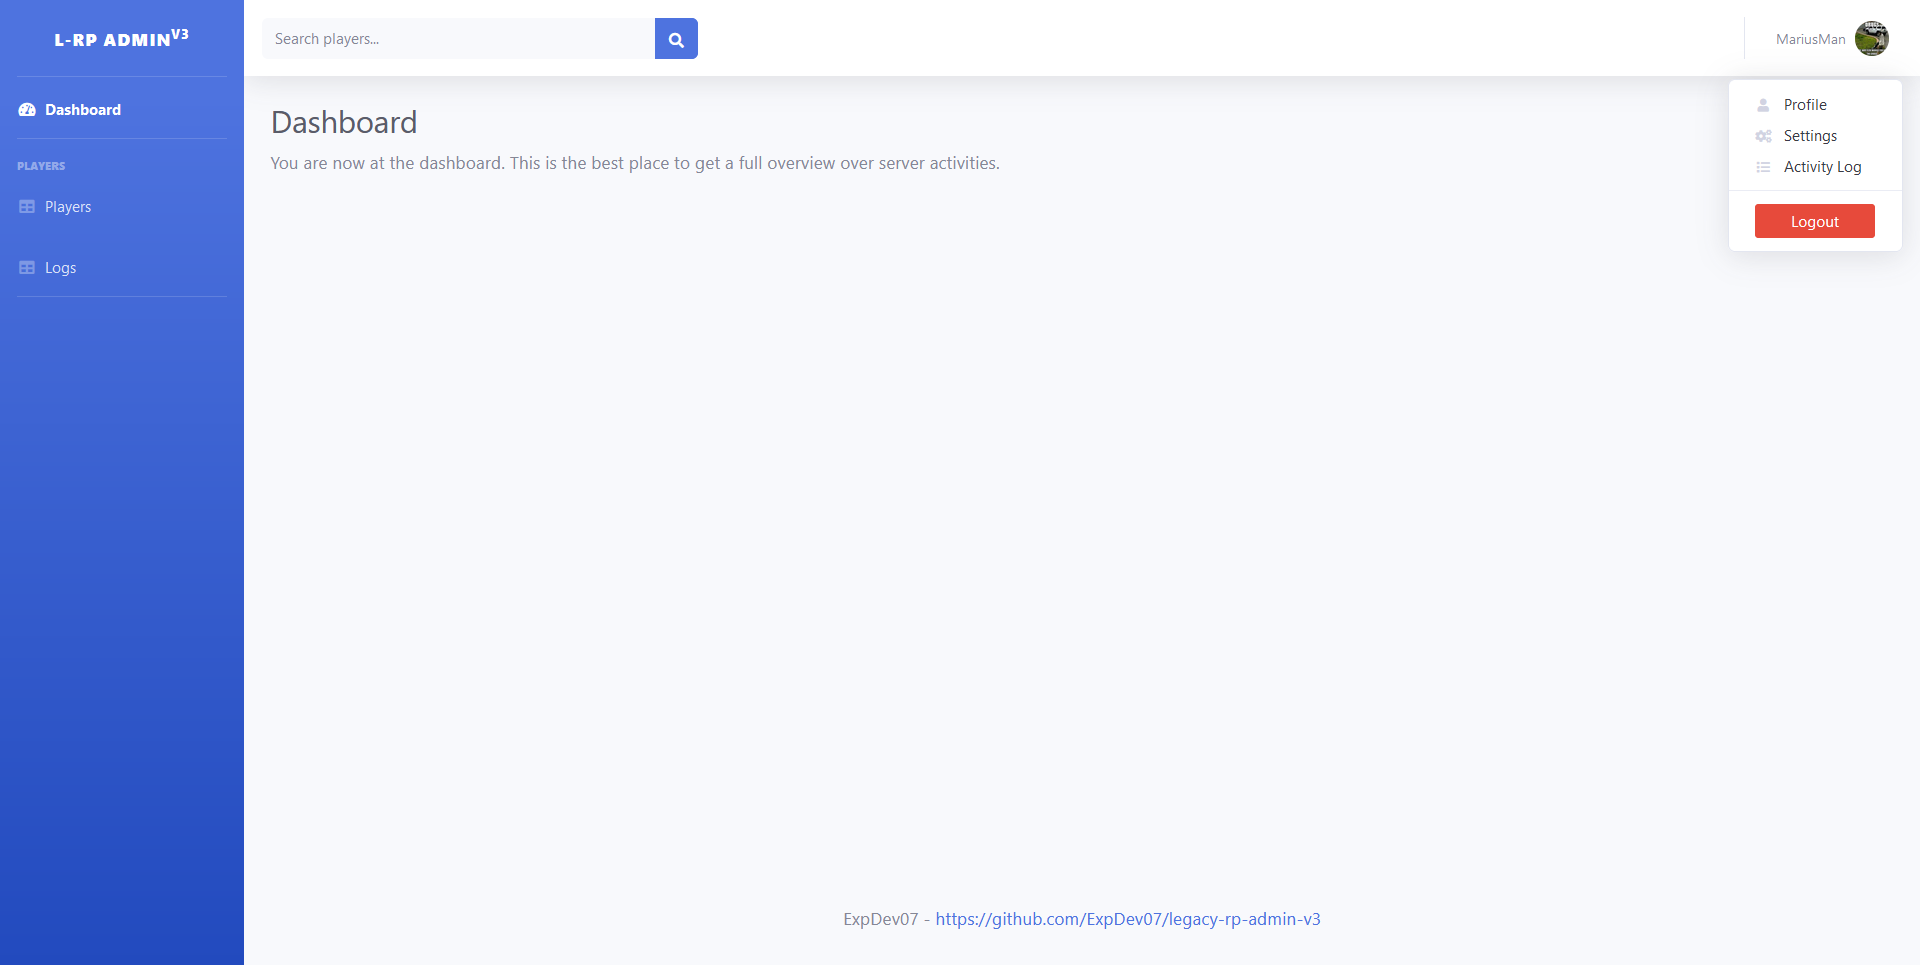 L-RP ADMINV3
Dashboard
PLAYERS
Players
Logs
Search players...
MariusMan
Profile
Settings
Activity Log
Logout
Dashboard
You are now at the dashboard. This is the best place to get a full overview over server activities.
ExpDev07 - https://github.com/ExpDev07/legacy-rp-admin-v3